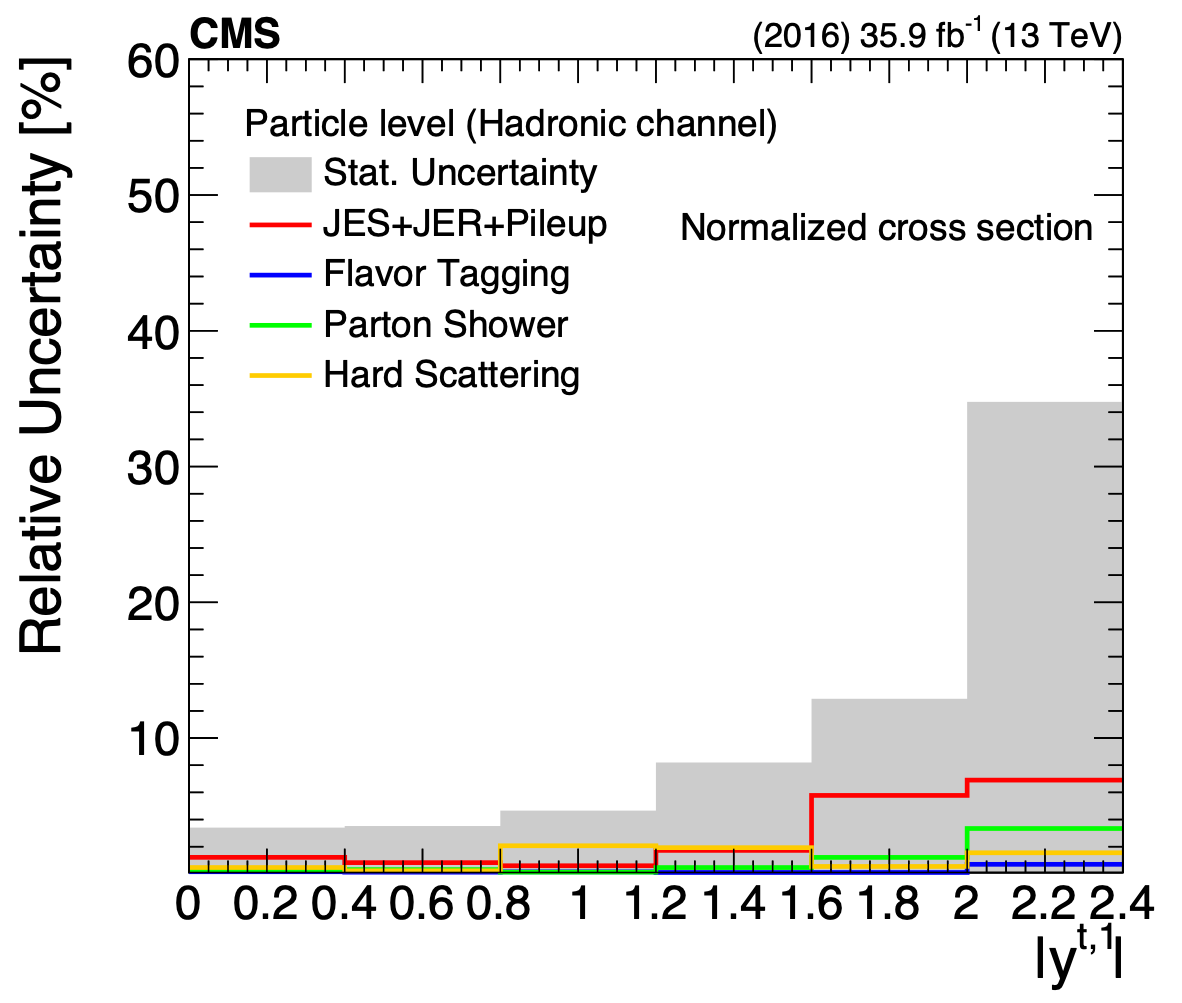 CMS
(2016) 35.9 fb-1 (13 TeV)
Relative Uncertainty [%]
60
50
40
30
20
10
Particle level (Hadronic channel)
Stat. Uncertainty
JES+JER+Pileup
Flavor Tagging
Parton Shower
Hard Scattering
Normalized cross section
0 0.2 0.4 0.6 0.8 1 1.2 1.4 1.6 1.8 2 2.2 2.4
|y^t,1|